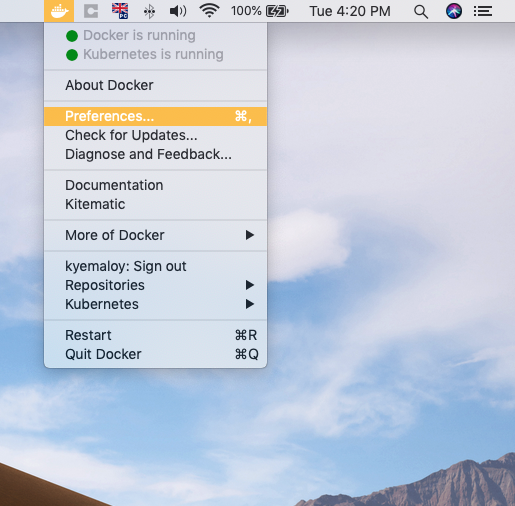 100% Tue 4:20 PM
Docker is running
Kubernetes is running
About Docker
Preferences... ⌘,
Check for Updates...
Diagnose and Feedback...
Documentation
Kitematic
More of Docker
kyemaloy: Sign out
Repositories
Kubernetes
Restart ⌘R
Quit Docker ⌘Q